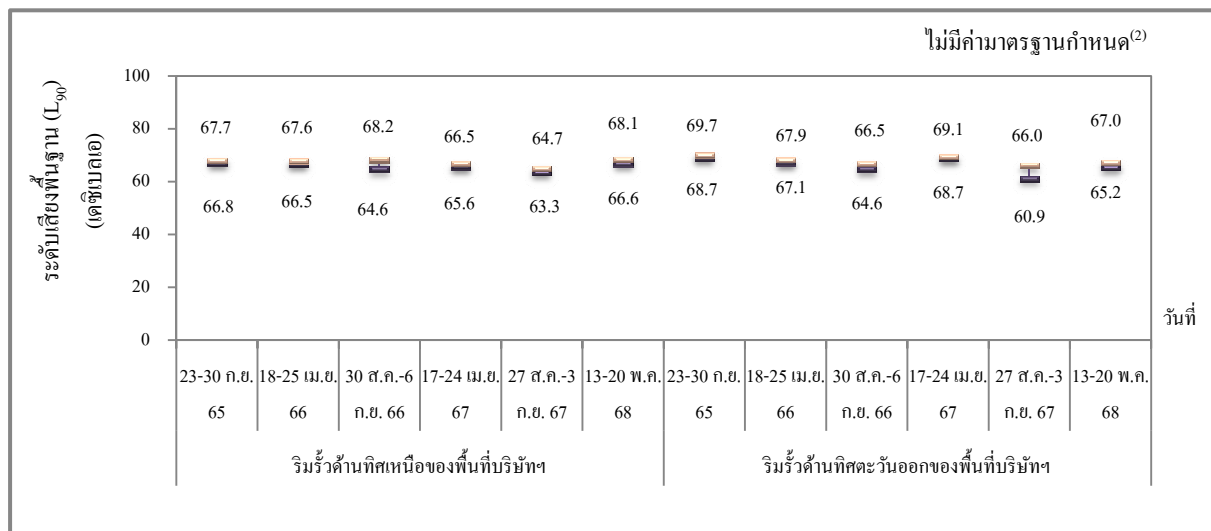 ไม่มีค่ามาตรฐานกำหนด(2)
ระดับเสียงพื้นฐาน (L90)
(เดซิเบลเอ)
100
80
60
40
20
0
67.7 67.6 68.2 66.5 64.7 68.1 69.7 67.9 66.5 69.1 66.0 67.0
66.8 66.5 64.6 65.6 63.3 66.6 68.7 67.1 64.6 68.7 60.9 65.2
วันที่
23-30 ก.ย. 18-25 เม.ย. 30 ส.ค.-6 17-24 เม.ย. 27 ส.ค.-3 13-20 พ.ค. 23-30 ก.ย. 18-25 เม.ย. 30 ส.ค.-6 17-24 เม.ย. 27 ส.ค.-3 13-20 พ.ค.
65 66 ก.ย. 66 67 ก.ย. 67 68 65 66 ก.ย. 66 67 ก.ย. 67 68
ริมรั้วด้านทิศเหนือของพื้นที่บริษัทฯ ริมรั้วด้านทิศตะวันออกของพื้นที่บริษัทฯ